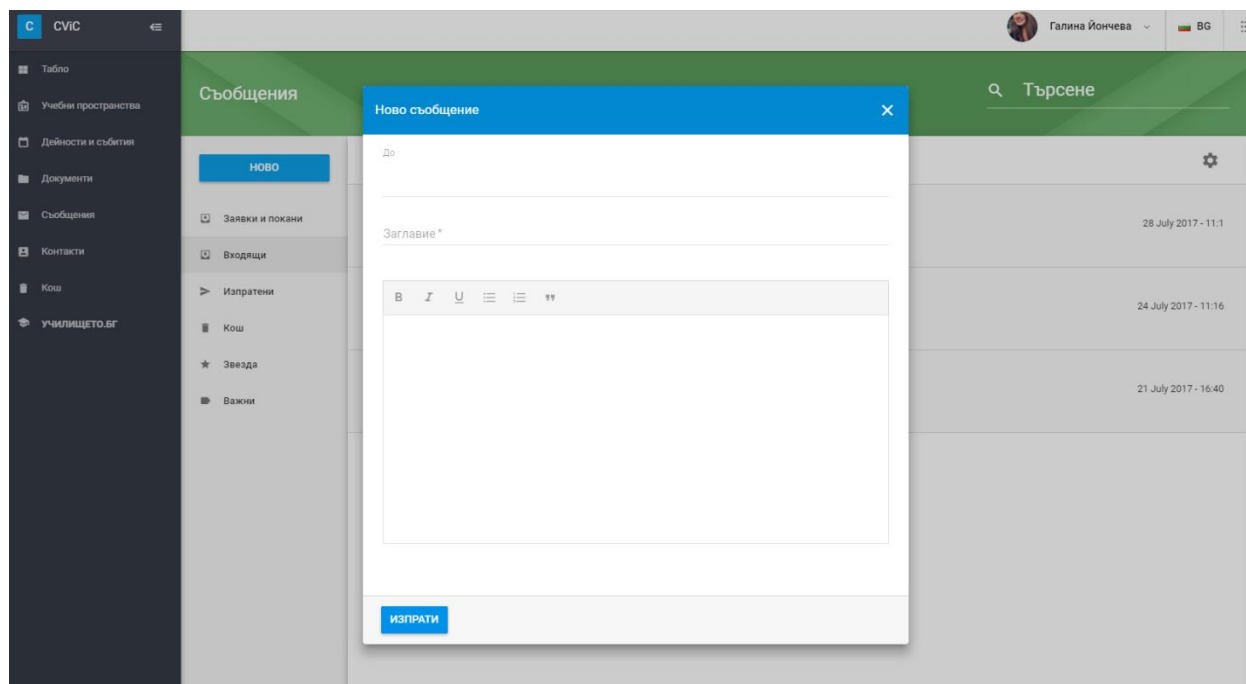 C CViC
Галина Йончева
BG
Табло
Учебни пространства
Дейности и събития
Документи
Съобщения
Контакти
Кош
УЧИЛИЩЕТО.БГ
Съобщения
Търсене
НОВО
Заявки и покани
Входящи
Изпратени
Кош
Звезда
Важни
Ново съобщение
До
Заглавие *
B I U
ИЗПРАТИ
28 July 2017 - 11:1
24 July 2017 - 11:16
21 July 2017 - 16:40